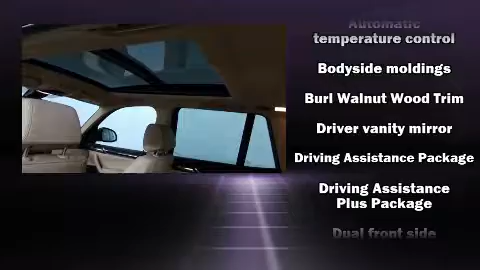 Automatic
temperature control
Bodyside moldings
Burl Walnut Wood Trim
Driver vanity mirror
Driving Assistance Package
Driving Assistance
Plus Package
Dual front side